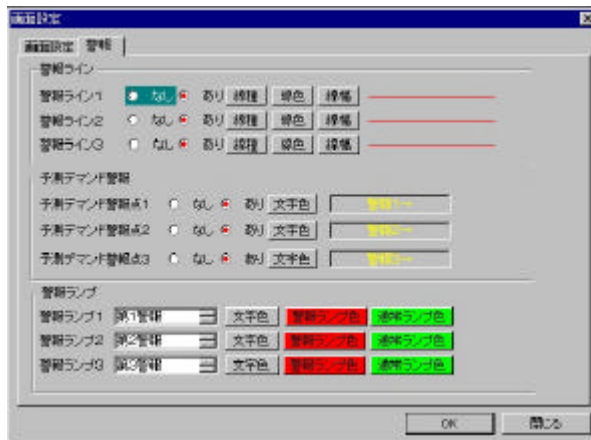 画面設定
画面設定 警報
警報ライン
警報ライン1 なし あり 線種 線色 線幅
警報ライン2 なし あり 線種 線色 線幅
警報ライン3 なし あり 線種 線色 線幅
予測デマンド警報
予測デマンド警報点1 なし あり 文字色 警報1→
予測デマンド警報点2 なし あり 文字色 警報2→
予測デマンド警報点3 なし あり 文字色 警報3→
警報ランプ
警報ランプ1 第1警報 文字色 警報ランプ色 通常ランプ色
警報ランプ2 第2警報 文字色 警報ランプ色 通常ランプ色
警報ランプ3 第3警報 文字色 警報ランプ色 通常ランプ色
OK 閉じる